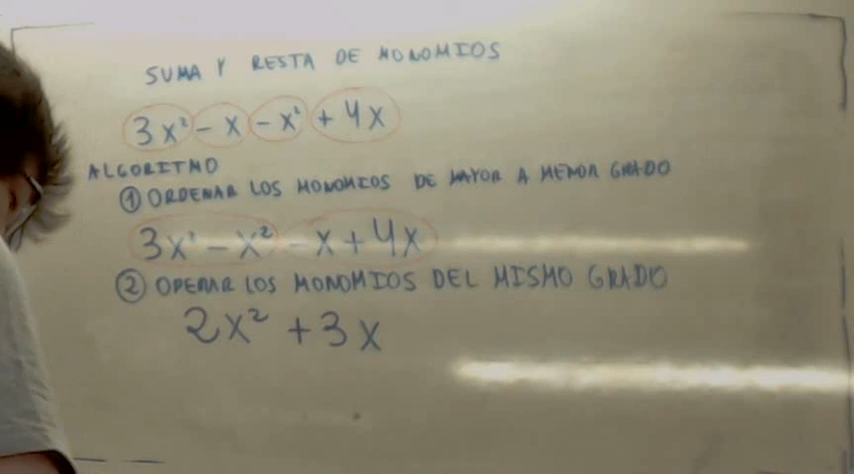 SUMA Y RESTA DE MONOMIOS
3x² - x - x² + 4x
ALGORITMO
① ORDENAR LOS MONOMIOS DE MAYOR A MENOR GRADO
3x² - x² - x + 4x
② OPERAR LOS MONOMIOS DEL MISMO GRADO
2x² + 3x